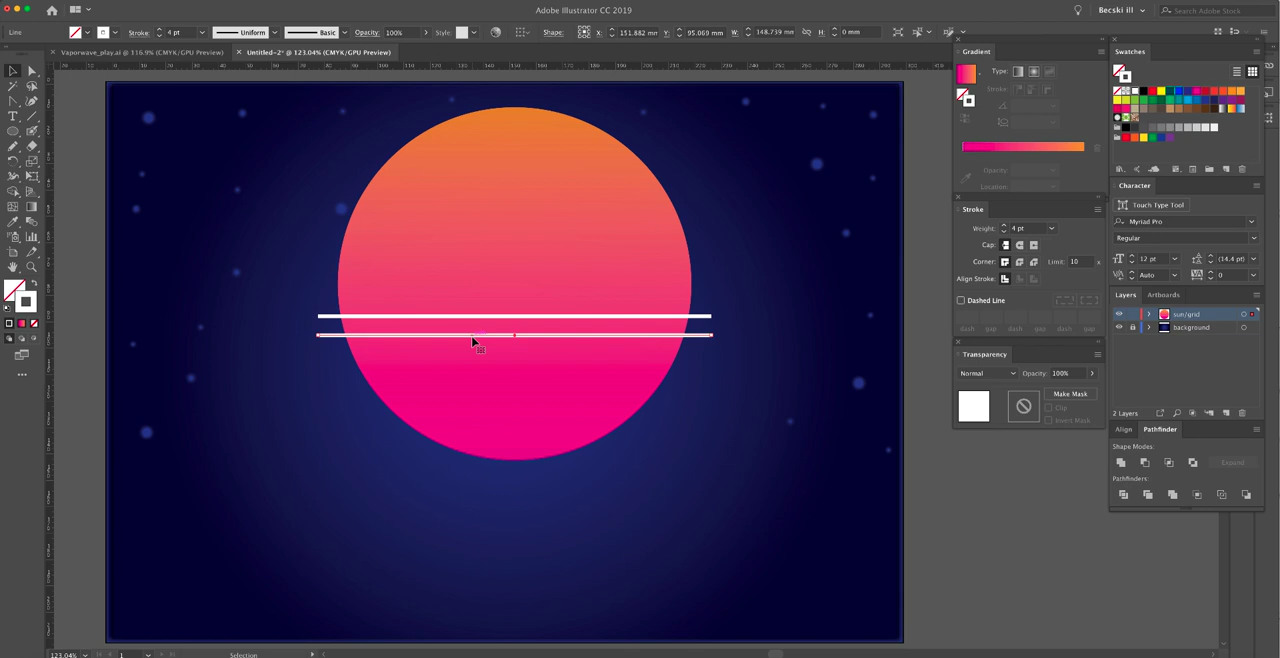 Adobe Illustrator CC 2019
Becski ill
Search Adobe Stock
Line
Stroke:
4 pt
Uniform
Basic
Opacity:
100%
Style:
Shape:
X:
151.882 mm
Y:
95.069 mm
W:
148.739 mm
H:
0 mm
Vaporwave_play.ai @ 116.9% (CMYK/GPU Preview)
Untitled-2* @ 123.04% (CMYK/GPU Preview)
Gradient
Type:
Stroke:
Opacity:
Location:
Stroke
Weight:
4 pt
Cap:
Corner:
Limit:
10
x
Align Stroke:
Dashed Line
dash
gap
dash
gap
dash
gap
Transparency
Normal
Opacity:
100%
Make Mask
Clip
Invert Mask
Swatches
Character
Touch Type Tool
Myriad Pro
Regular
12 pt
(14.4 pt)
Auto
0
Layers
Artboards
sun/grid
background
2 Layers
Align
Pathfinder
Shape Modes:
Expand
Pathfinders:
123.04%
1
Selection